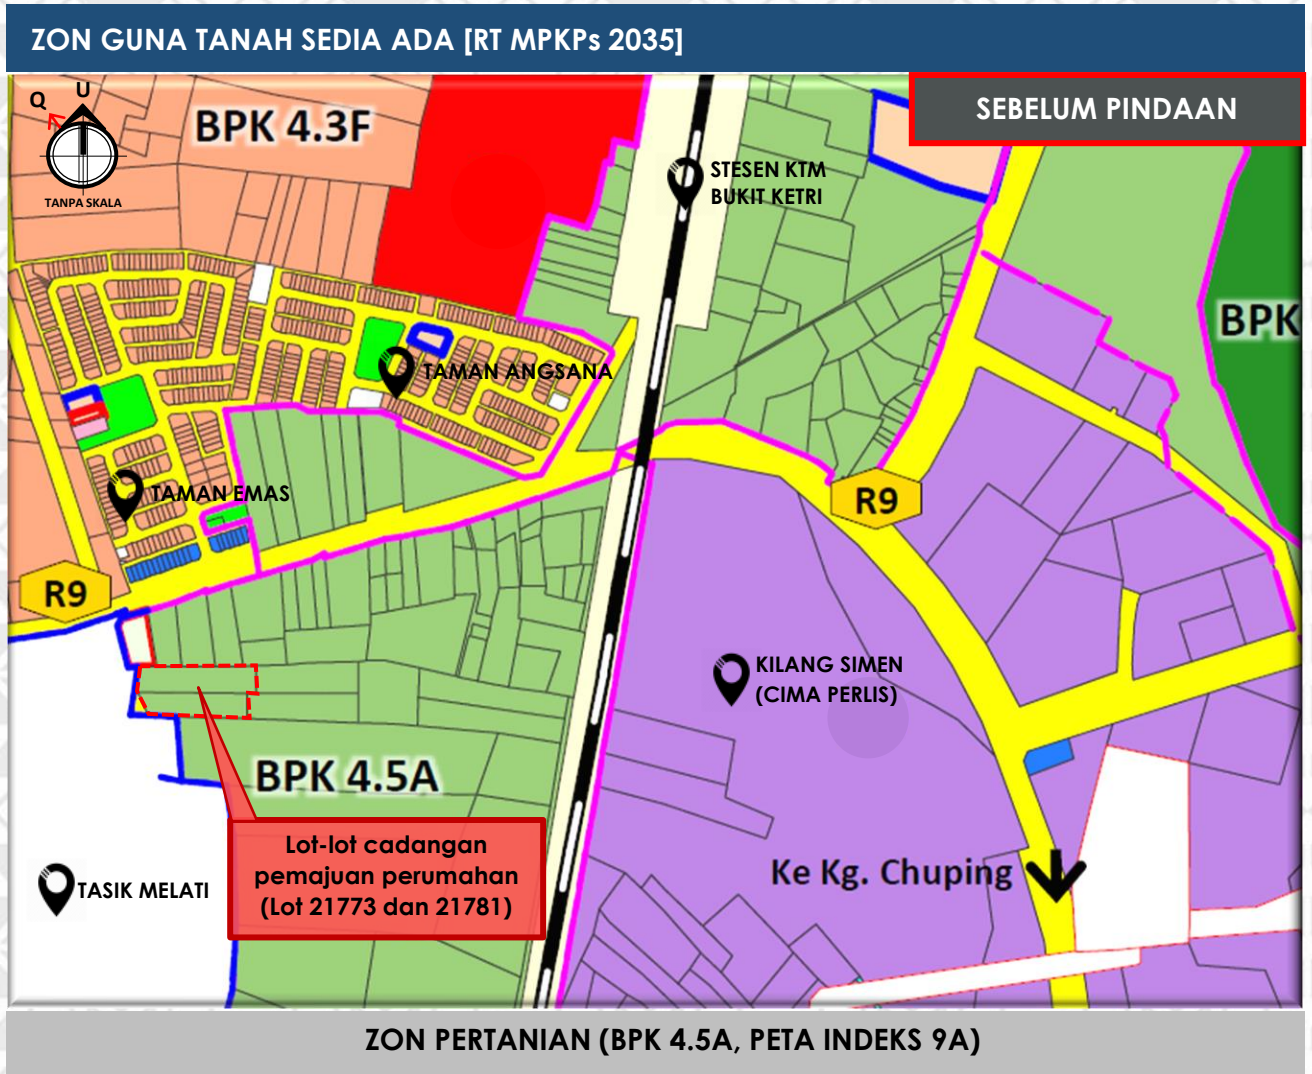 ZON GUNA TANAH SEDIA ADA [RT MPKPs 2035]
SEBELUM PINDAAN
Q
U
TANPA SKALA
BPK 4.3F
STESEN KTM
BUKIT KETRI
BPK
TAMAN ANGSANA
TAMAN EMAS
R9
R9
KILANG SIMEN
(CIMA PERLIS)
BPK 4.5A
Lot-lot cadangan
pemajuan perumahan
(Lot 21773 dan 21781)
Ke Kg. Chuping
TASIK MELATI
ZON PERTANIAN (BPK 4.5A, PETA INDEKS 9A)